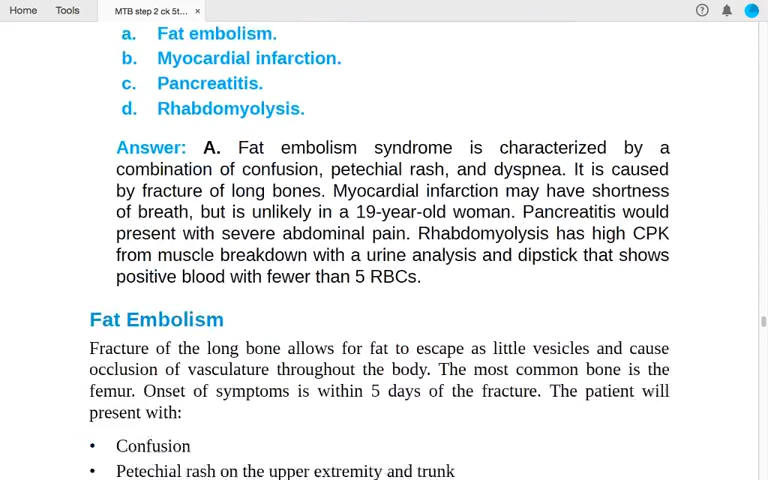 Home Tools MTB step 2 ck 5t... ×
a. Fat embolism.
b. Myocardial infarction.
c. Pancreatitis.
d. Rhabdomyolysis.
Answer: A. Fat embolism syndrome is characterized by a
combination of confusion, petechial rash, and dyspnea. It is caused
by fracture of long bones. Myocardial infarction may have shortness
of breath, but is unlikely in a 19-year-old woman. Pancreatitis would
present with severe abdominal pain. Rhabdomyolysis has high CPK
from muscle breakdown with a urine analysis and dipstick that shows
positive blood with fewer than 5 RBCs.
Fat Embolism
Fracture of the long bone allows for fat to escape as little vesicles and cause
occlusion of vasculature throughout the body. The most common bone is the
femur. Onset of symptoms is within 5 days of the fracture. The patient will
present with:
• Confusion
• Petechial rash on the upper extremity and trunk